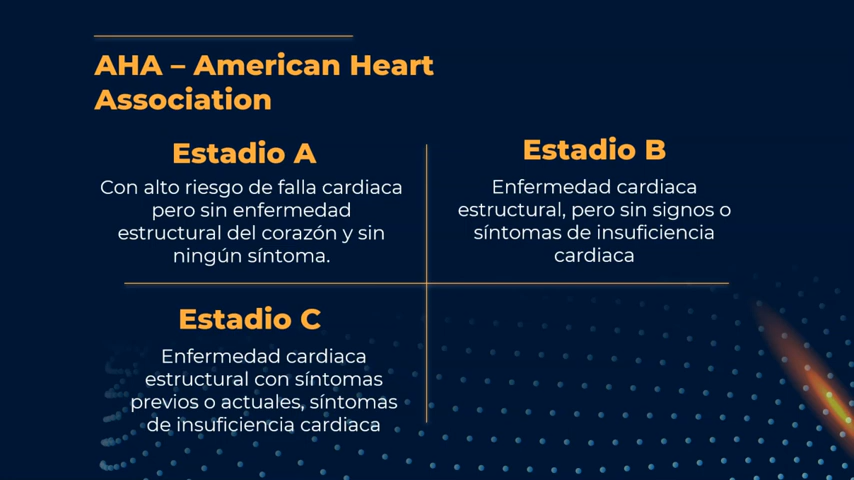 AHA – American Heart
Association
Estadio A
Con alto riesgo de falla cardiaca
pero sin enfermedad
estructural del corazón y sin
ningún síntoma.
Estadio B
Enfermedad cardiaca
estructural, pero sin signos o
síntomas de insuficiencia
cardiaca
Estadio C
Enfermedad cardiaca
estructural con síntomas
previos o actuales, síntomas
de insuficiencia cardiaca